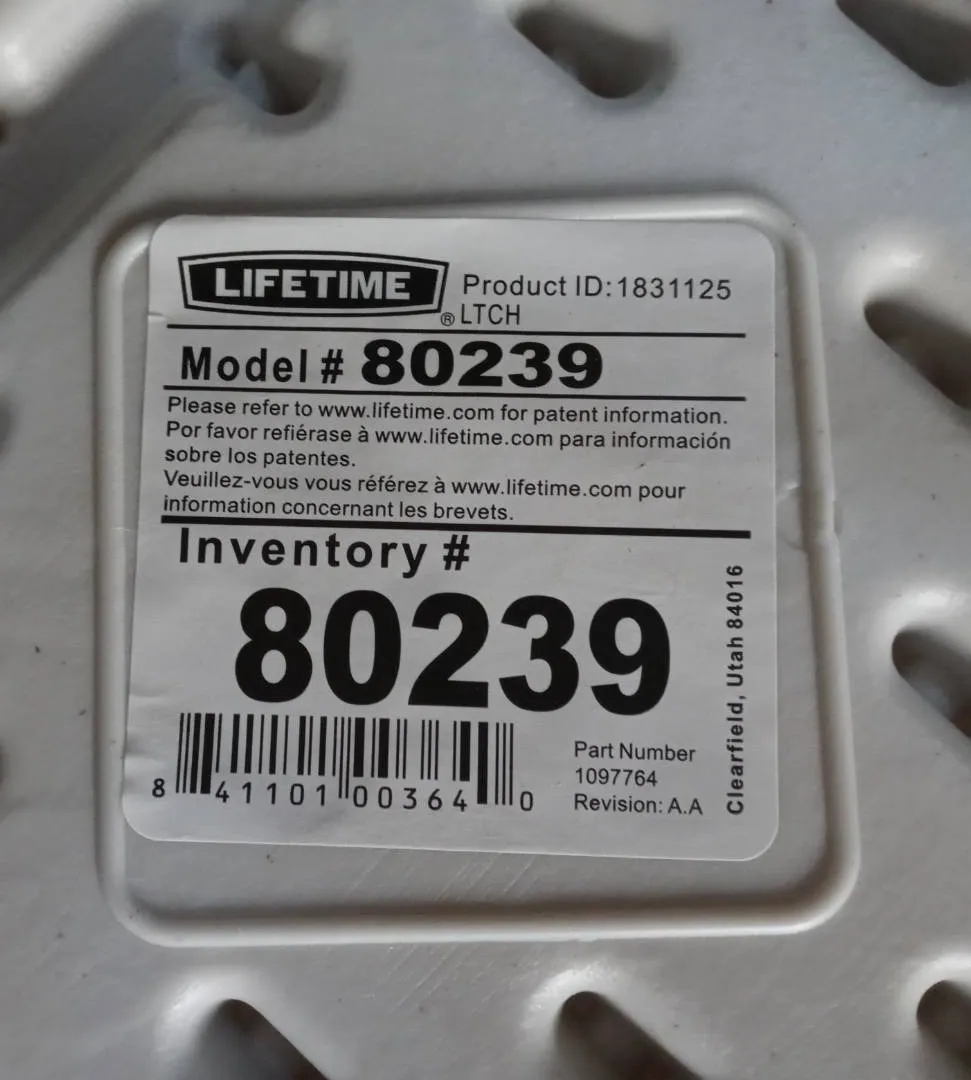 LIFETIME ®
Product ID:1831125
LTCH
Model # 80239
Please refer to www.lifetime.com for patent information.
Por favor refiérase à www.lifetime.com para información
sobre los patentes.
Veuillez-vous vous référez à www.lifetime.com pour
information concernant les brevets.
Inventory #
80239
8 41101 00364 0
Part Number
1097764
Revision: A.A
Clearfield, Utah 84016